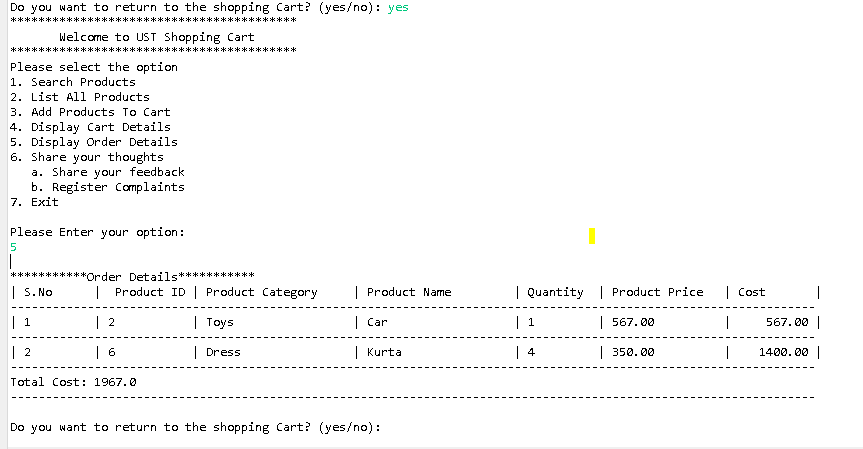 Do you want to return to the shopping Cart? (yes/no): yes
*****************************************
Welcome to UST Shopping Cart
*****************************************
Please select the option
1. Search Products
2. List All Products
3. Add Products To Cart
4. Display Cart Details
5. Display Order Details
6. Share your thoughts
a. Share your feedback
b. Register Complaints
7. Exit
Please Enter your option:
5
***********Order Details***********
| S.No | Product ID | Product Category | Product Name | Quantity | Product Price | Cost |
-------------------------------------------------------------------------------------------------------------------
| 1 | 2 | Toys | Car | 1 | 567.00 | 567.00 |
-------------------------------------------------------------------------------------------------------------------
| 2 | 6 | Dress | Kurta | 4 | 350.00 | 1400.00 |
-------------------------------------------------------------------------------------------------------------------
Total Cost: 1967.0
-------------------------------------------------------------------------------------------------------------------
Do you want to return to the shopping Cart? (yes/no):